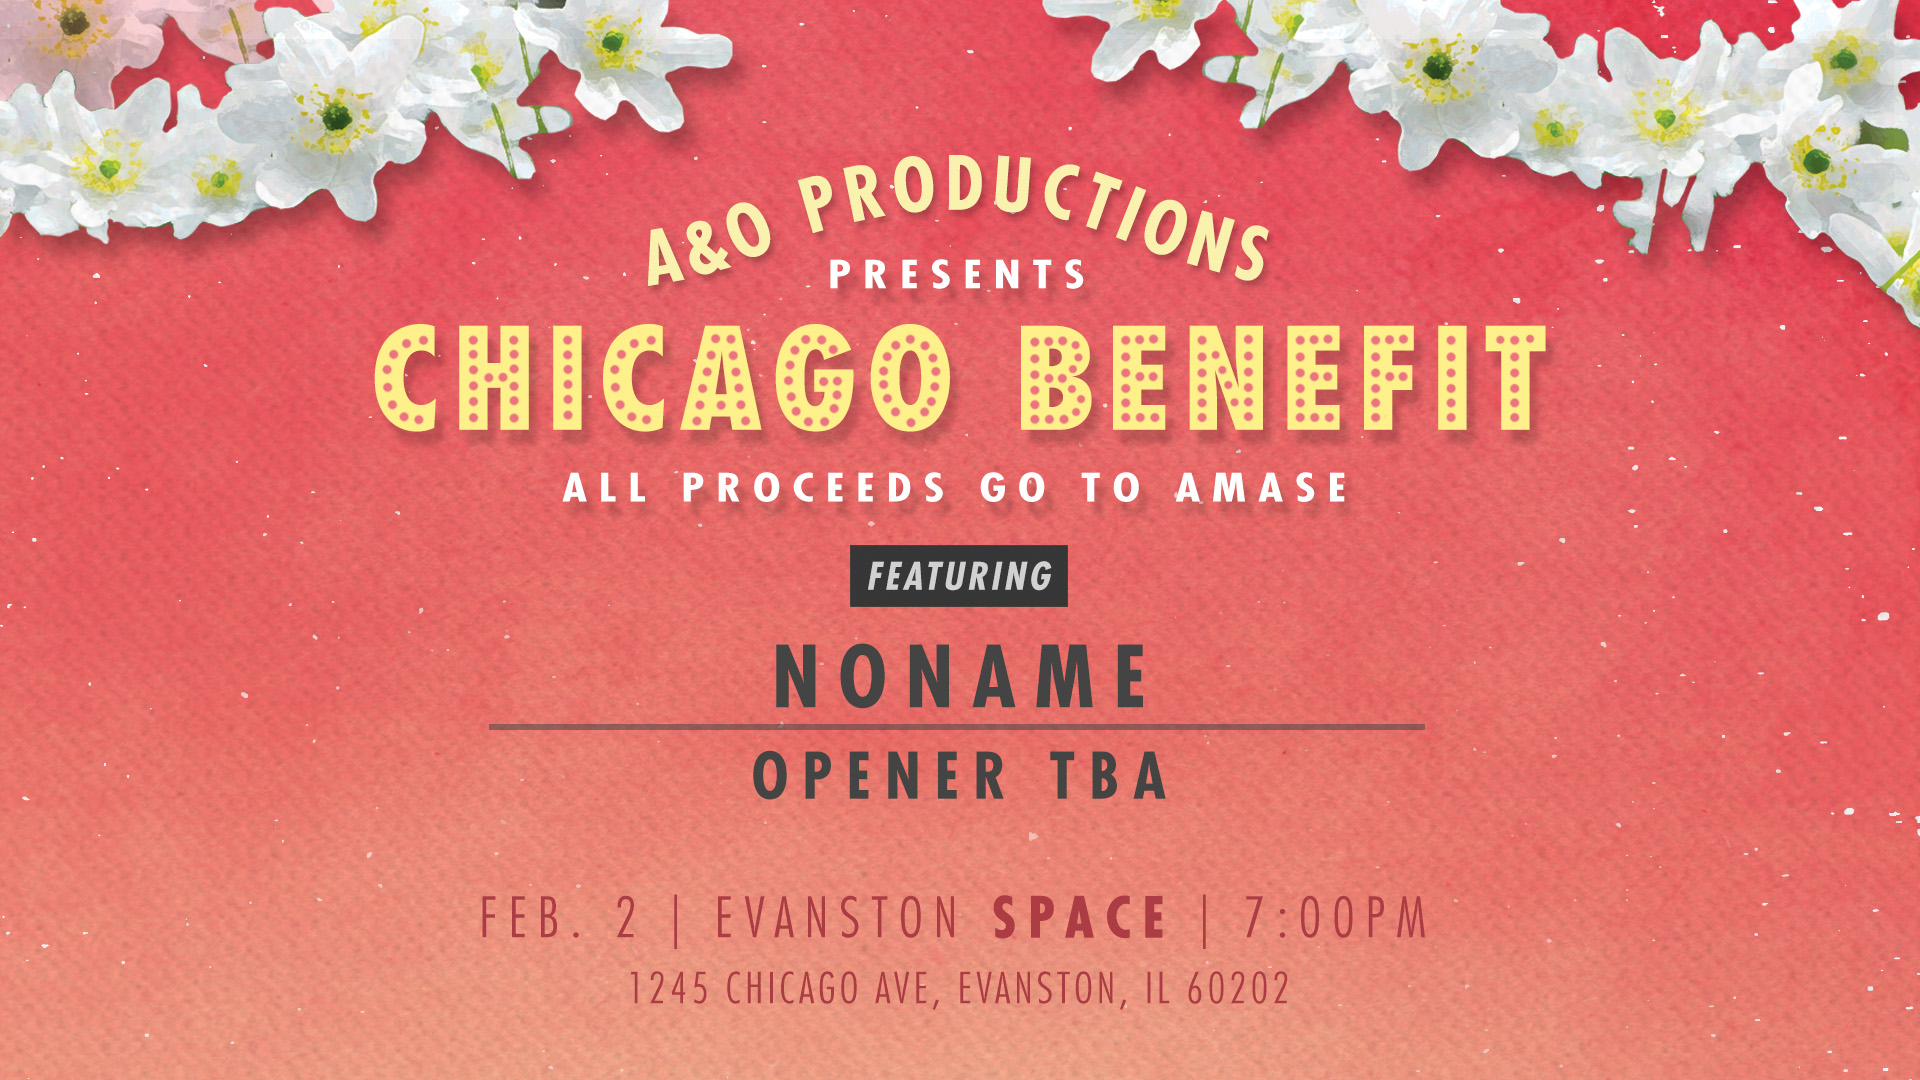 A&O PRODUCTIONS
PRESENTS
CHICAGO BENEFIT
ALL PROCEEDS GO TO AMASE
FEATURING
NONAME
OPENER TBA
FEB. 2 | EVANSTON SPACE | 7:00PM
1245 CHICAGO AVE, EVANSTON, IL 60202